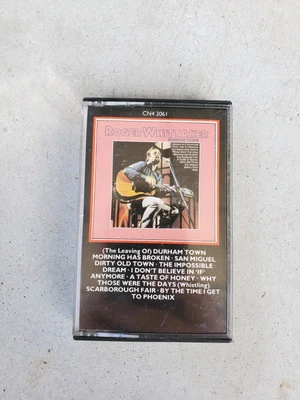 CN4 2061
ROGER WHITTAKER
DURHAM TOWN
(The Leaving Of) DURHAM TOWN
MORNING HAS BROKEN · SAN MIGUEL
DIRTY OLD TOWN · THE IMPOSSIBLE
DREAM · I DON'T BELIEVE IN 'IF'
ANYMORE · A TASTE OF HONEY · WHY
THOSE WERE THE DAYS (Whistling)
SCARBOROUGH FAIR · BY THE TIME I GET
TO PHOENIX